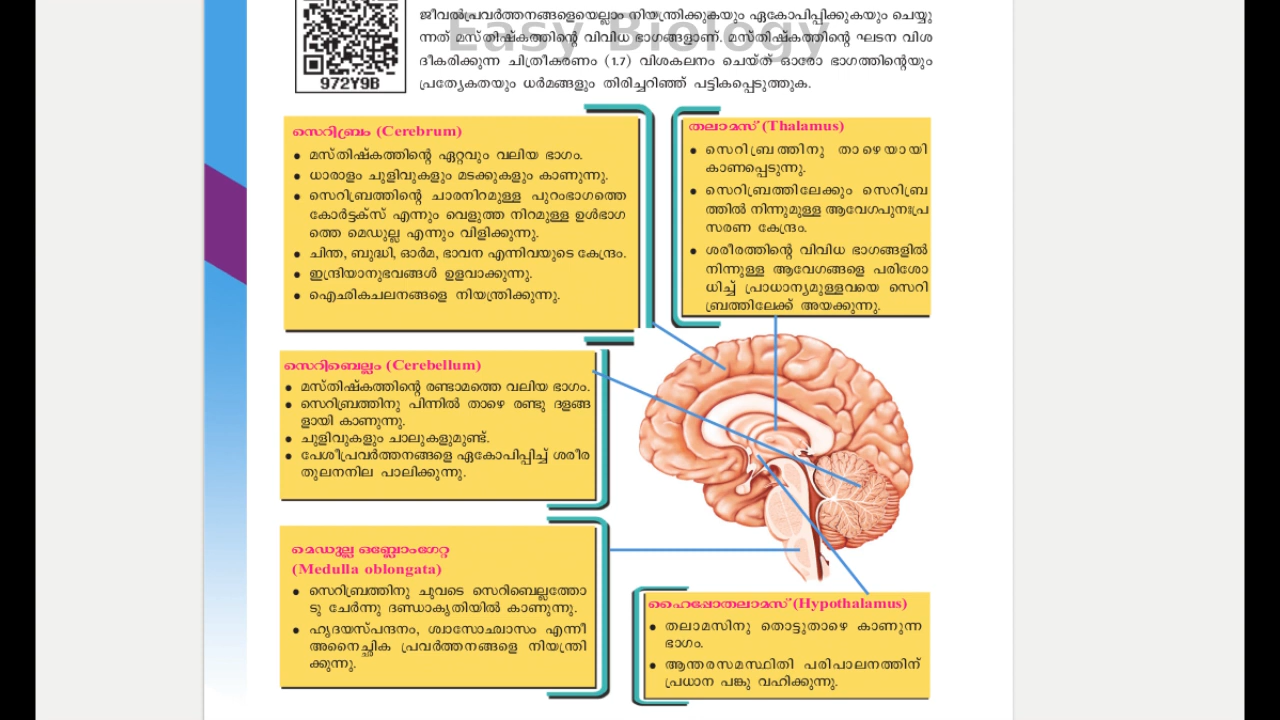 ജീവൽപ്രവർത്തനങ്ങളെയെല്ലാം നിയന്ത്രിക്കുകയും ഏകോപിപ്പിക്കുകയും ചെയ്യു
ന്നത് മസ്തിഷ്കത്തിന്റെ വിവിധ ഭാഗങ്ങളാണ്. മസ്തിഷ്കത്തിന്റെ ഘടന വിശ
ദീകരിക്കുന്ന ചിത്രീകരണം (1.7) വിശകലനം ചെയ്ത് ഓരോ ഭാഗത്തിന്റെയും
പ്രത്യേകതയും ധർമങ്ങളും തിരിച്ചറിഞ്ഞ് പട്ടികപ്പെടുത്തുക.
Easy Biology
972Y9B
സെറിബ്രം (Cerebrum)
• മസ്തിഷ്കത്തിന്റെ ഏറ്റവും വലിയ ഭാഗം.
• ധാരാളം ചുളിവുകളും മടക്കുകളും കാണുന്നു.
• സെറിബ്രത്തിന്റെ ചാരനിറമുള്ള പുറംഭാഗത്തെ
കോർട്ടക്സ് എന്നും വെളുത്ത നിറമുള്ള ഉൾഭാഗ
ത്തെ മെഡുല്ല എന്നും വിളിക്കുന്നു.
• ചിന്ത, ബുദ്ധി, ഓർമ, ഭാവന എന്നിവയുടെ കേന്ദ്രം.
• ഇന്ദ്രിയാനുഭവങ്ങൾ ഉളവാക്കുന്നു.
• ഐഛികചലനങ്ങളെ നിയന്ത്രിക്കുന്നു.
തലാമസ് (Thalamus)
• സെറിബ്രത്തിനു താഴെയായി
കാണപ്പെടുന്നു.
• സെറിബ്രത്തിലേക്കും സെറിബ്ര
ത്തിൽ നിന്നുമുള്ള ആവേഗപുനഃപ്ര
സരണ കേന്ദ്രം.
• ശരീരത്തിന്റെ വിവിധ ഭാഗങ്ങളിൽ
നിന്നുള്ള ആവേഗങ്ങളെ പരിശോ
ധിച്ച് പ്രാധാന്യമുള്ളവയെ സെറി
ബ്രത്തിലേക്ക് അയക്കുന്നു.
സെറിബെല്ലം (Cerebellum)
• മസ്തിഷ്കത്തിന്റെ രണ്ടാമത്തെ വലിയ ഭാഗം.
• സെറിബ്രത്തിനു പിന്നിൽ താഴെ രണ്ടു ദളങ്ങ
ളായി കാണുന്നു.
• ചുളിവുകളും ചാലുകളുമുണ്ട്.
• പേശീപ്രവർത്തനങ്ങളെ ഏകോപിപ്പിച്ച് ശരീര
തുലനനില പാലിക്കുന്നു.
മെഡുല്ല ഒബ്ലോംഗേറ്റ
(Medulla oblongata)
• സെറിബ്രത്തിനു ചുവടെ സെറിബെല്ലത്തോ
ടു ചേർന്നു ദണ്ഡാകൃതിയിൽ കാണുന്നു.
• ഹൃദയസ്പന്ദനം, ശ്വാസോഛ്വാസം എന്നീ
അനൈച്ഛിക പ്രവർത്തനങ്ങളെ നിയന്ത്രി
ക്കുന്നു.
ഹൈപ്പോതലാമസ് (Hypothalamus)
• തലാമസിനു തൊട്ടുതാഴെ കാണുന്ന
ഭാഗം.
• ആന്തരസമസ്ഥിതി പരിപാലനത്തിന്
പ്രധാന പങ്കു വഹിക്കുന്നു.